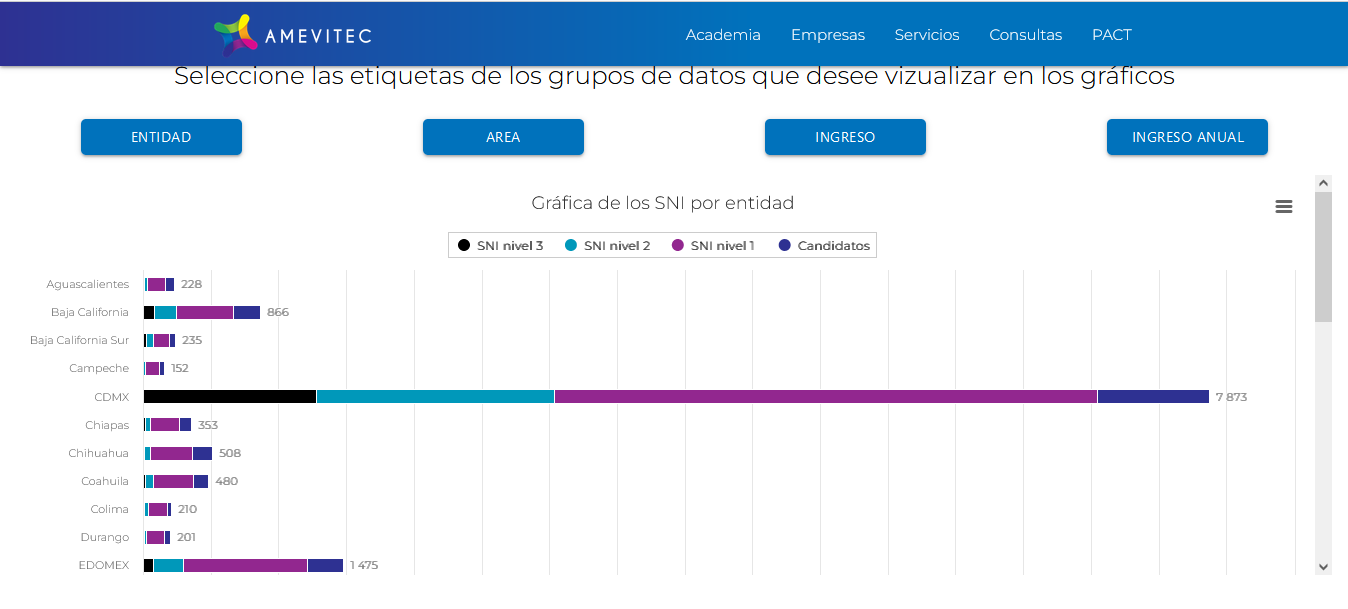 AMEVITEC
Academia Empresas Servicios Consultas PACT
Seleccione las etiquetas de los grupos de datos que desee vizualizar en los gráficos
ENTIDAD AREA INGRESO INGRESO ANUAL
Gráfica de los SNI por entidad
SNI nivel 3 SNI nivel 2 SNI nivel 1 Candidatos
Aguascalientes 228
Baja California 866
Baja California Sur 235
Campeche 152
CDMX 7 873
Chiapas 353
Chihuahua 508
Coahuila 480
Colima 210
Durango 201
EDOMEX 1 475